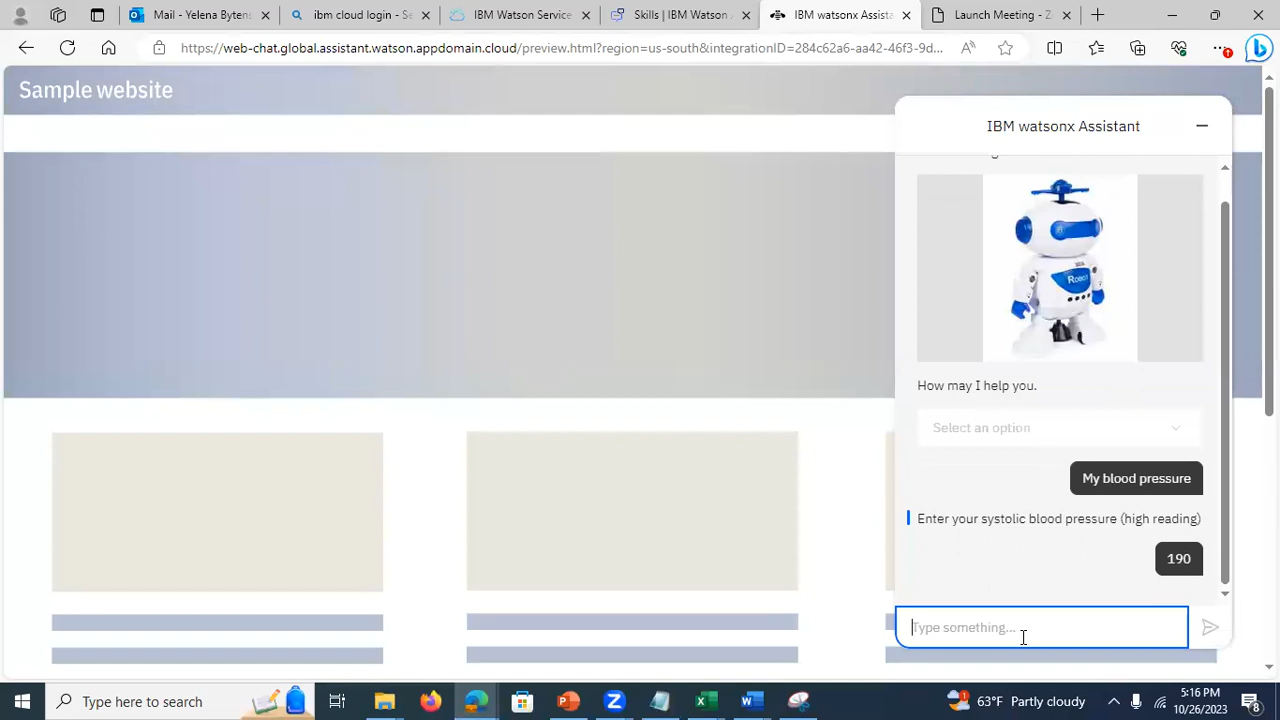 Mail - Yelena Bytens
ibm cloud login - Se
IBM Watson Service
Skills | IBM Watson
IBM watsonx Assista
Launch Meeting - Z
https://web-chat.global.assistant.watson.appdomain.cloud/preview.html?region=us-south&integrationID=284c62a6-aa42-46f3-9d...
Sample website
IBM watsonx Assistant
Robot
How may I help you.
Select an option
My blood pressure
Enter your systolic blood pressure (high reading)
190
Type something...
Type here to search
63°F Partly cloudy
5:16 PM
10/26/2023
8